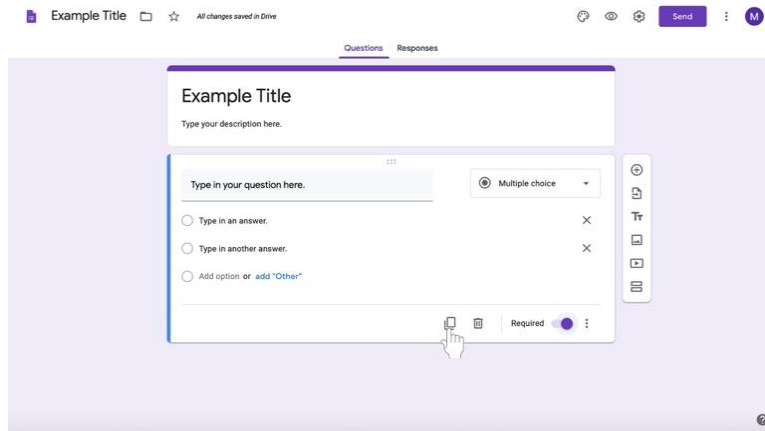 Example Title
All changes saved in Drive
Send
M
Questions
Responses
Example Title
Type your description here.
Type in your question here.
Multiple choice
Type in an answer.
Type in another answer.
Add option or add "Other"
Required